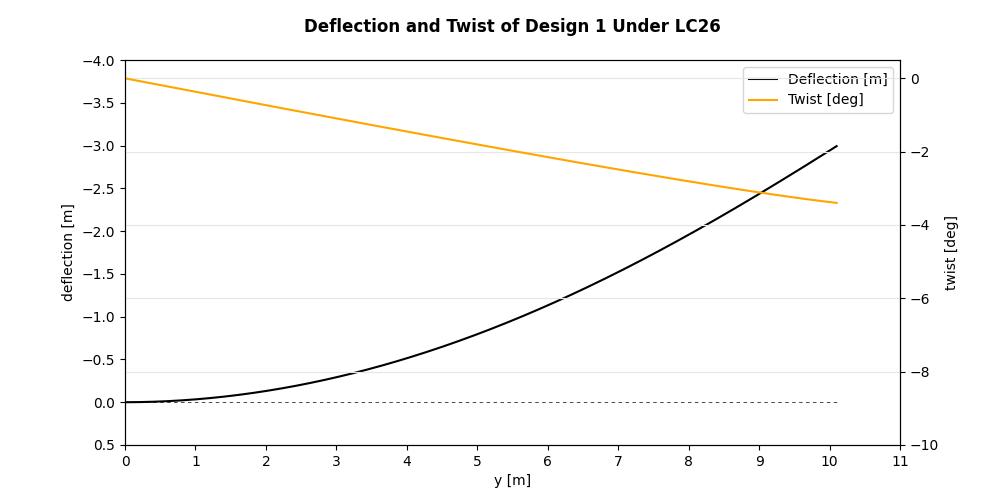 Deflection and Twist of Design 1 Under LC26
−4.0
−3.5
−3.0
−2.5
−2.0
−1.5
−1.0
−0.5
0.0
0.5
deflection [m]
0 1 2 3 4 5 6 7 8 9 10 11
y [m]
Deflection [m]
Twist [deg]
0
−2
−4
−6
−8
−10
twist [deg]